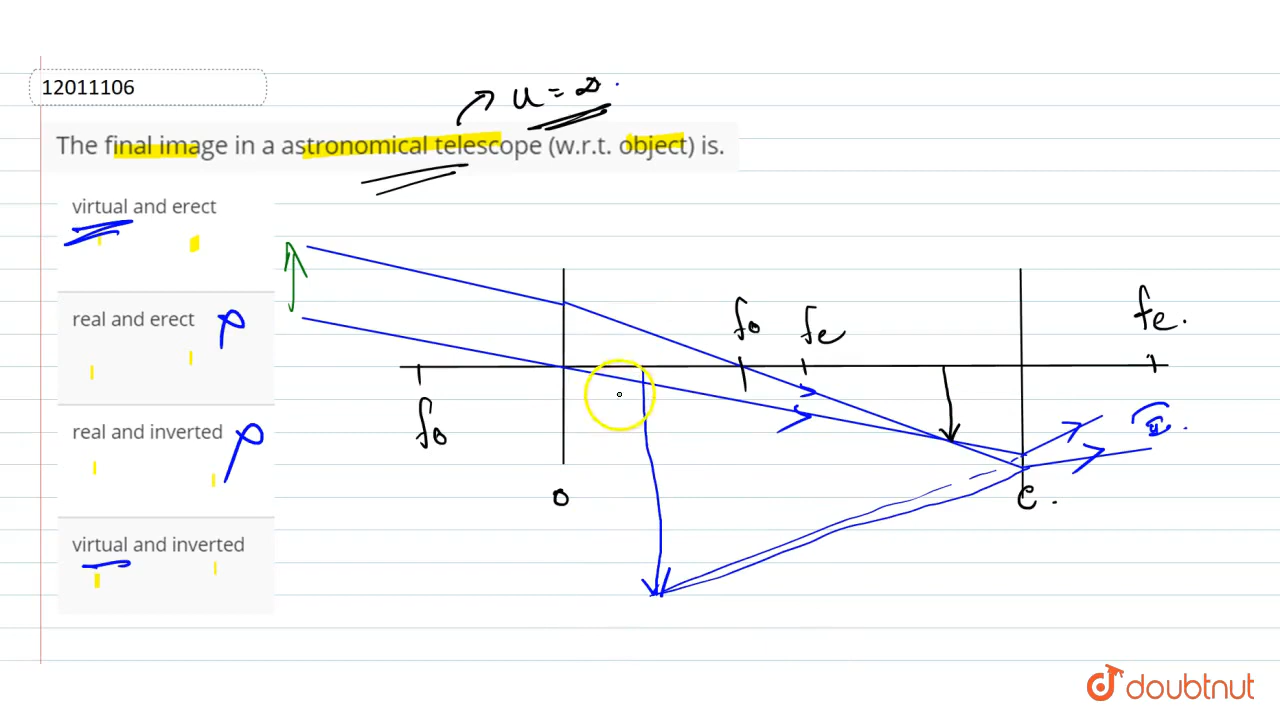 12011106
u = ∞
The final image in a astronomical telescope (w.r.t. object) is.
virtual and erect
real and erect
real and inverted
virtual and inverted
fo
fe
fe.
fo
o
e.
doubtnut